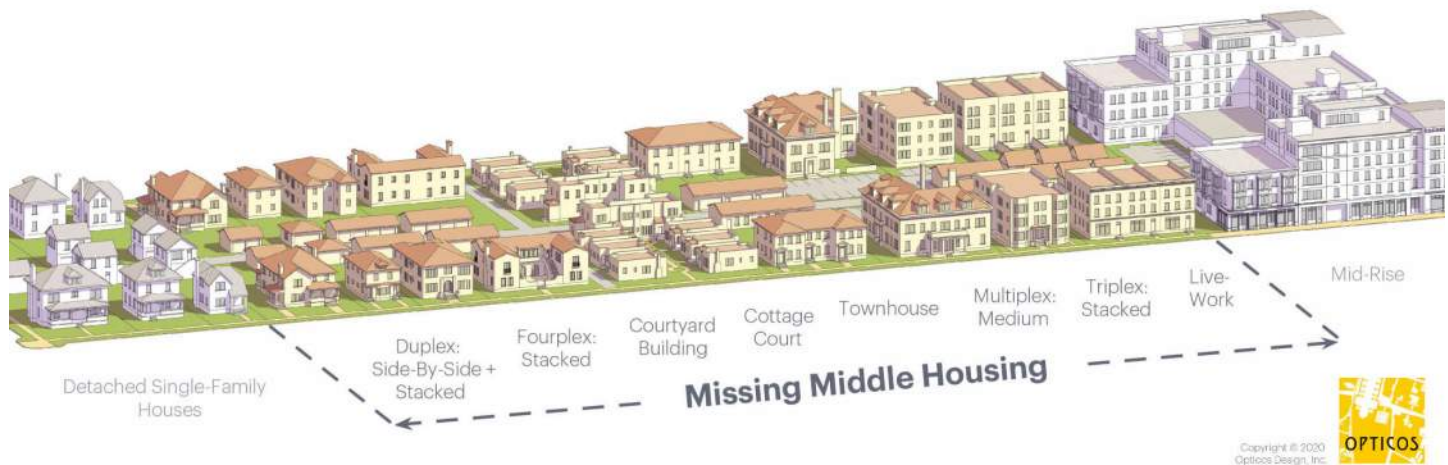 Detached Single-Family
Houses
Duplex:
Side-By-Side +
Stacked
Fourplex:
Stacked
Courtyard
Building
Cottage
Court
Townhouse
Multiplex:
Medium
Triplex:
Stacked
Live-
Work
Mid-Rise
Missing Middle Housing
Copyright © 2020
Opticos Design, Inc.
OPTICOS